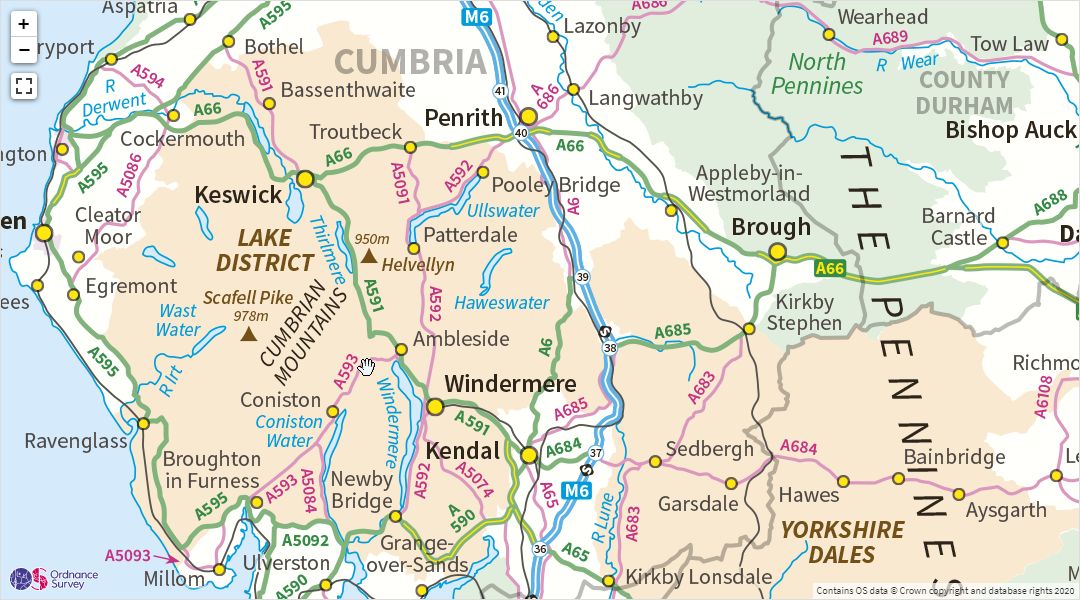 +
−
Aspatria
A595
M6
den
Lazonby
A686
Wearhead
A689
Tow Law
ryport
Bothel
CUMBRIA
North
Pennines
R Wear
COUNTY
DURHAM
A594
A591
Bassenthwaite
41
A
686
Langwathby
R
Derwent
A66
Penrith
40
Bishop Auck
Cockermouth
Troutbeck
A66
A66
ngton
A595
A5086
A5091
A592
Pooley Bridge
Appleby-in-
Westmorland
Keswick
A6
Ullswater
THE PENNINES
A688
en
Cleator
Moor
LAKE
DISTRICT
Thirlmere
950m
Helvellyn
Patterdale
Brough
Barnard
Castle
Da
A66
Egremont
39
ees
Scafell Pike
978m
Haweswater
Wast
Water
CUMBRIAN
MOUNTAINS
A591
A592
Kirkby
Stephen
S
A685
38
Ambleside
A6
A595
R Irt
A593
Richmo
Windermere
A683
A6108
Coniston
Coniston
Water
Windermere
A591
A685
Ravenglass
Kendal
A684
37
Sedbergh
A684
Bainbridge
Le
Broughton
in Furness
A593
A5084
Newby
Bridge
A592
A5074
A65
S
M6
Garsdale
Hawes
Aysgarth
A595
A
590
R Lune
A683
YORKSHIRE
DALES
A5093
A5092
Grange-
over-Sands
36
A65
Millom
Ulverston
A590
Kirkby Lonsdale
M
OS
Ordnance
Survey
Contains OS data © Crown copyright and database rights 2020